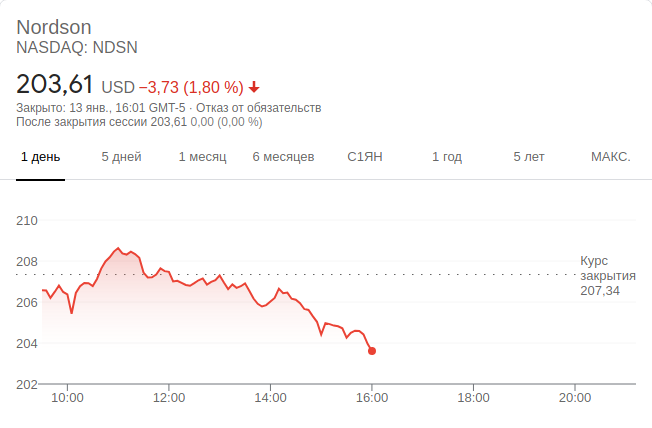 Nordson
NASDAQ: NDSN
203,61 USD −3,73 (1,80 %)
Закрыто: 13 янв., 16:01 GMT-5 · Отказ от обязательств
После закрытия сессии 203,61 0,00 (0,00 %)
1 день 5 дней 1 месяц 6 месяцев С1ЯН 1 год 5 лет МАКС.
210
208
Курс
закрытия
207,34
206
204
202
10:00 12:00 14:00 16:00 18:00 20:00